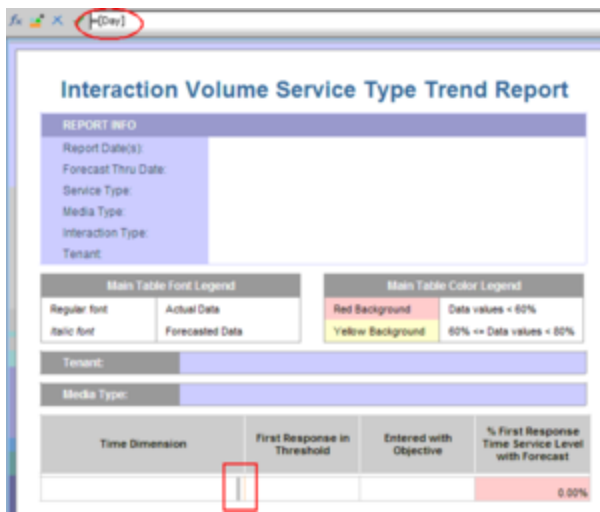 =[Day]
Interaction Volume Service Type Trend Report
REPORT INFO
Report Date(s):
Forecast Thru Date:
Service Type:
Media Type:
Interaction Type:
Tenant:
Main Table Font Legend
Regular font Actual Data
Italic font Forecasted Data
Main Table Color Legend
Red Background Data values < 60%
Yellow Background 60% <= Data values < 80%
Tenant:
Media Type:
Time Dimension
First Response in
Threshold
Entered with
Objective
% First Response
Time Service Level
with Forecast
0.00%